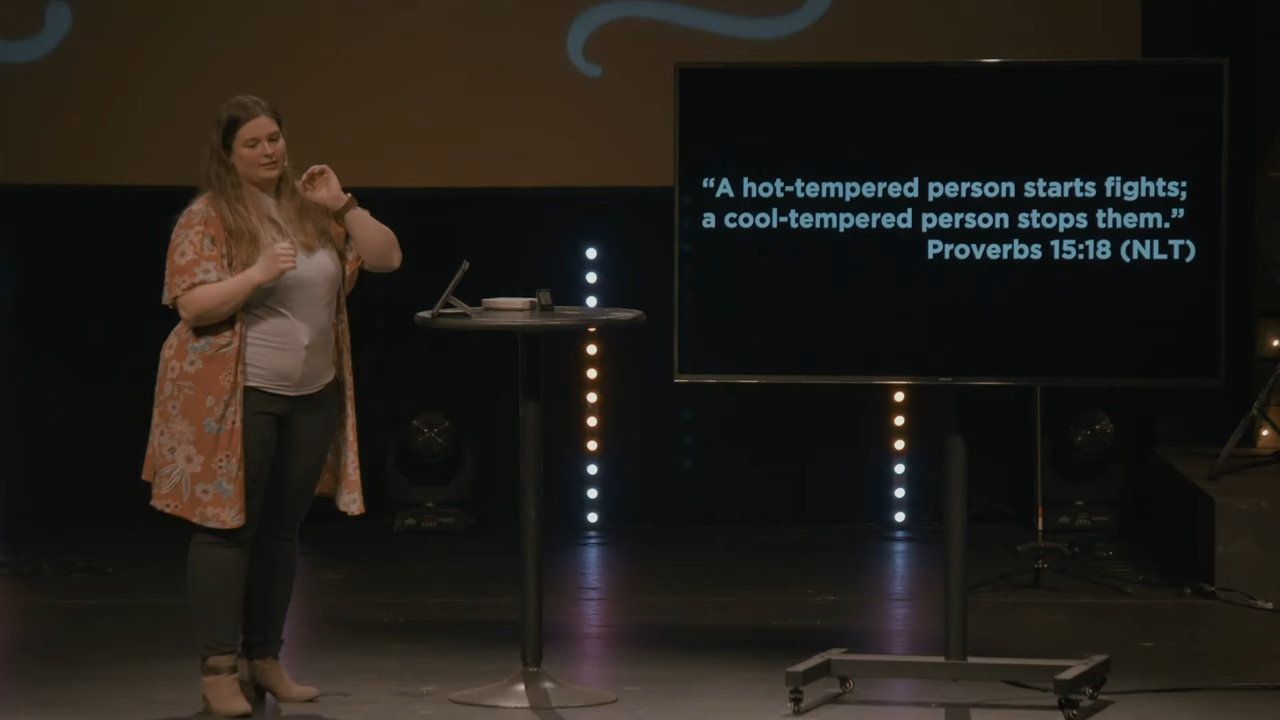 “A hot-tempered person starts fights;
a cool-tempered person stops them.”
Proverbs 15:18 (NLT)